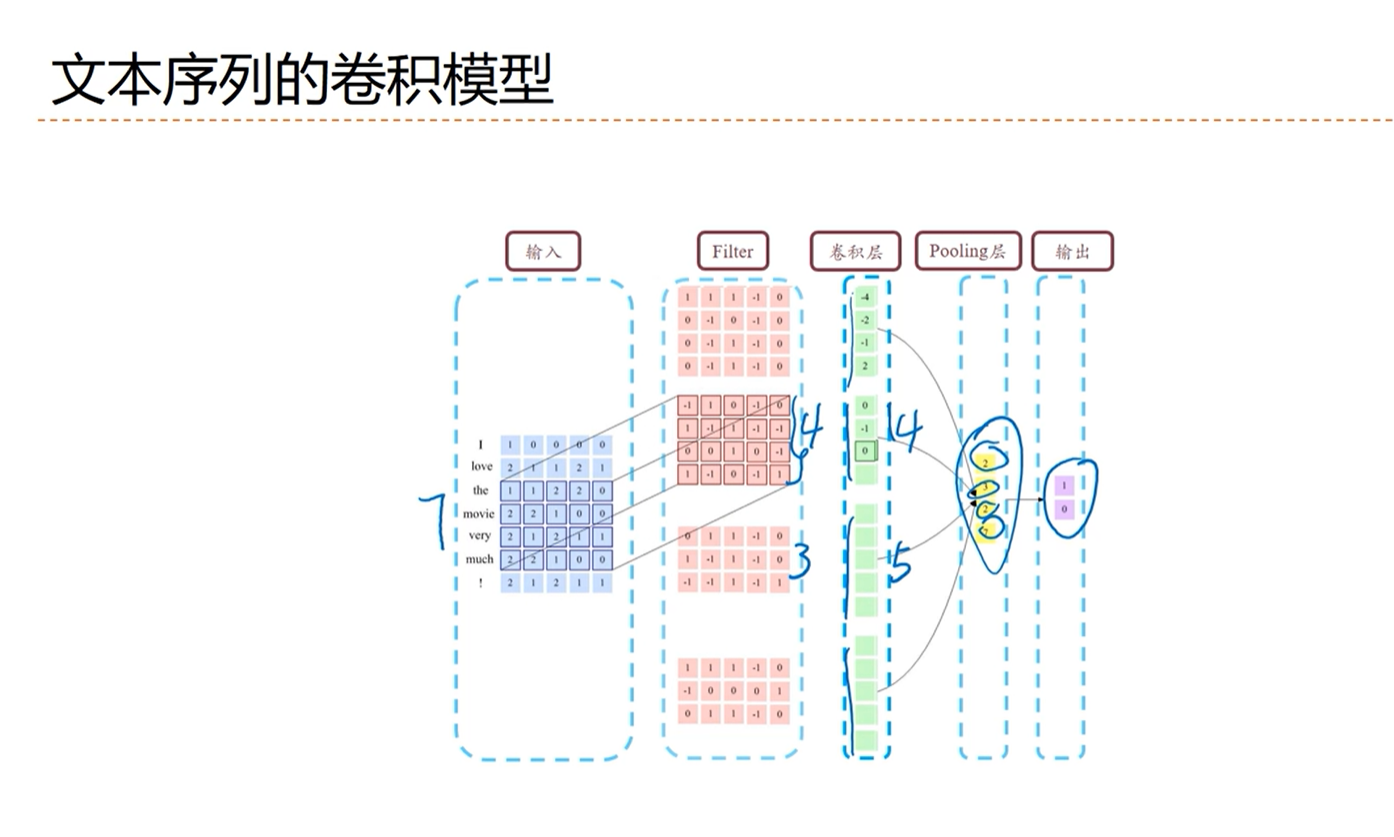 文本序列的卷积模型
输入 Filter 卷积层 Pooling层 输出
1 1 1 -1 0
0 -1 0 -1 0
0 -1 1 -1 0
0 -1 1 -1 0
-1 1 0 -1 0
1 -1 1 -1 -1
0 0 1 0 -1
1 -1 0 -1 1
4
0 1 1 -1 0
1 -1 1 -1 0
-1 -1 1 -1 1
3
1 1 1 -1 0
-1 0 0 0 1
0 1 1 -1 0
I 1 0 0 0 0
love 2 1 1 2 1
the 1 1 2 2 0
movie 2 2 1 0 0
very 2 1 2 1 1
much 2 2 1 0 0
! 2 1 2 1 1
7
-4
-2
-1
2
0
-1
0
4
5
2
3
2
1
0